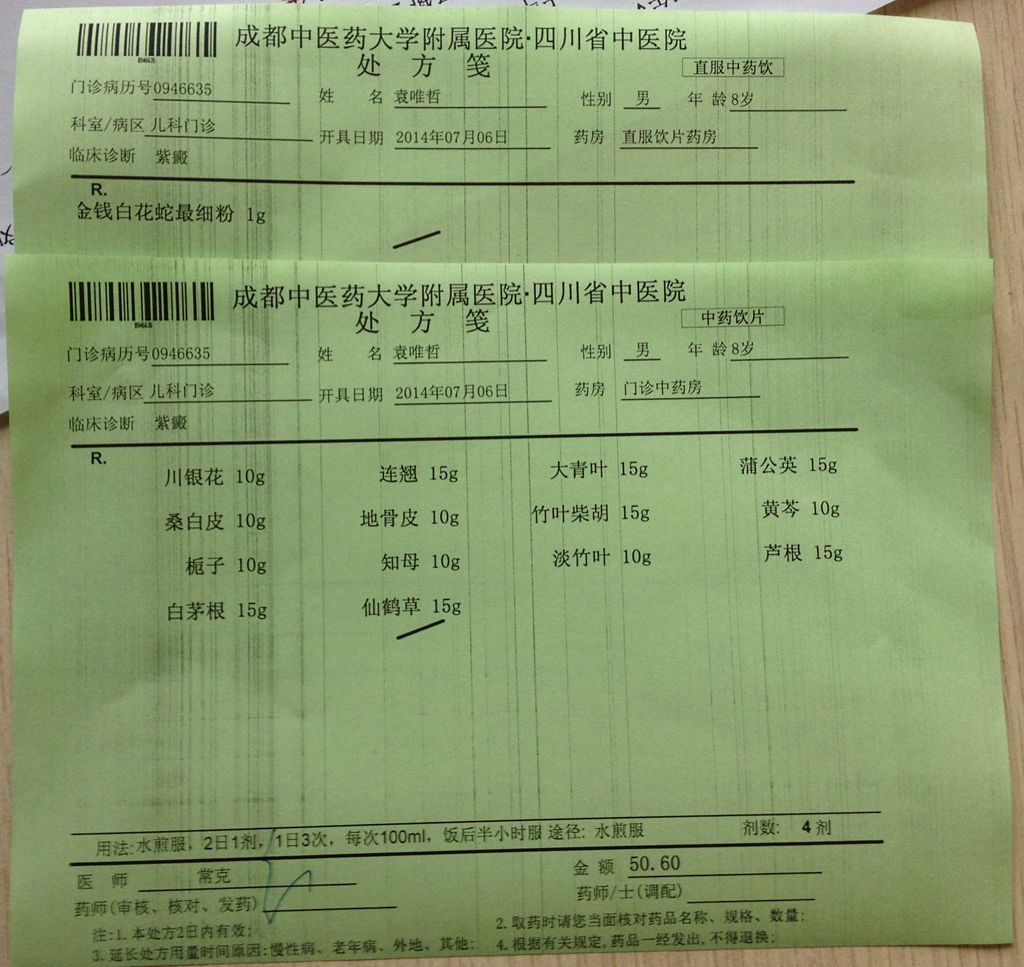 0946635
成都中医药大学附属医院·四川省中医院
处 方 笺
直服中药饮
门诊病历号0946635 姓 名 袁唯哲 性别 男 年 龄 8岁
科室/病区 儿科门诊 开具日期 2014年07月06日 药房 直服饮片药房
临床诊断 紫癜
R.
金钱白花蛇最细粉 1g
0946635
成都中医药大学附属医院·四川省中医院
处 方 笺
中药饮片
门诊病历号0946635 姓 名 袁唯哲 性别 男 年 龄 8岁
科室/病区 儿科门诊 开具日期 2014年07月06日 药房 门诊中药房
临床诊断 紫癜
R.
川银花 10g 连翘 15g 大青叶 15g 蒲公英 15g
桑白皮 10g 地骨皮 10g 竹叶柴胡 15g 黄芩 10g
栀子 10g 知母 10g 淡竹叶 10g 芦根 15g
白茅根 15g 仙鹤草 15g
用法:水煎服，2日1剂，1日3次，每次100ml，饭后半小时服 途径: 水煎服 剂数: 4 剂
医 师 常克 金 额 50.60
药师(审核、核对、发药) 药师/士(调配)
注:1.本处方2日内有效; 2.取药时请您当面核对药品名称、规格、数量;
3.延长处方用量时间原因:慢性病、老年病、外地、其他; 4.根据有关规定,药品一经发出,不得退换;